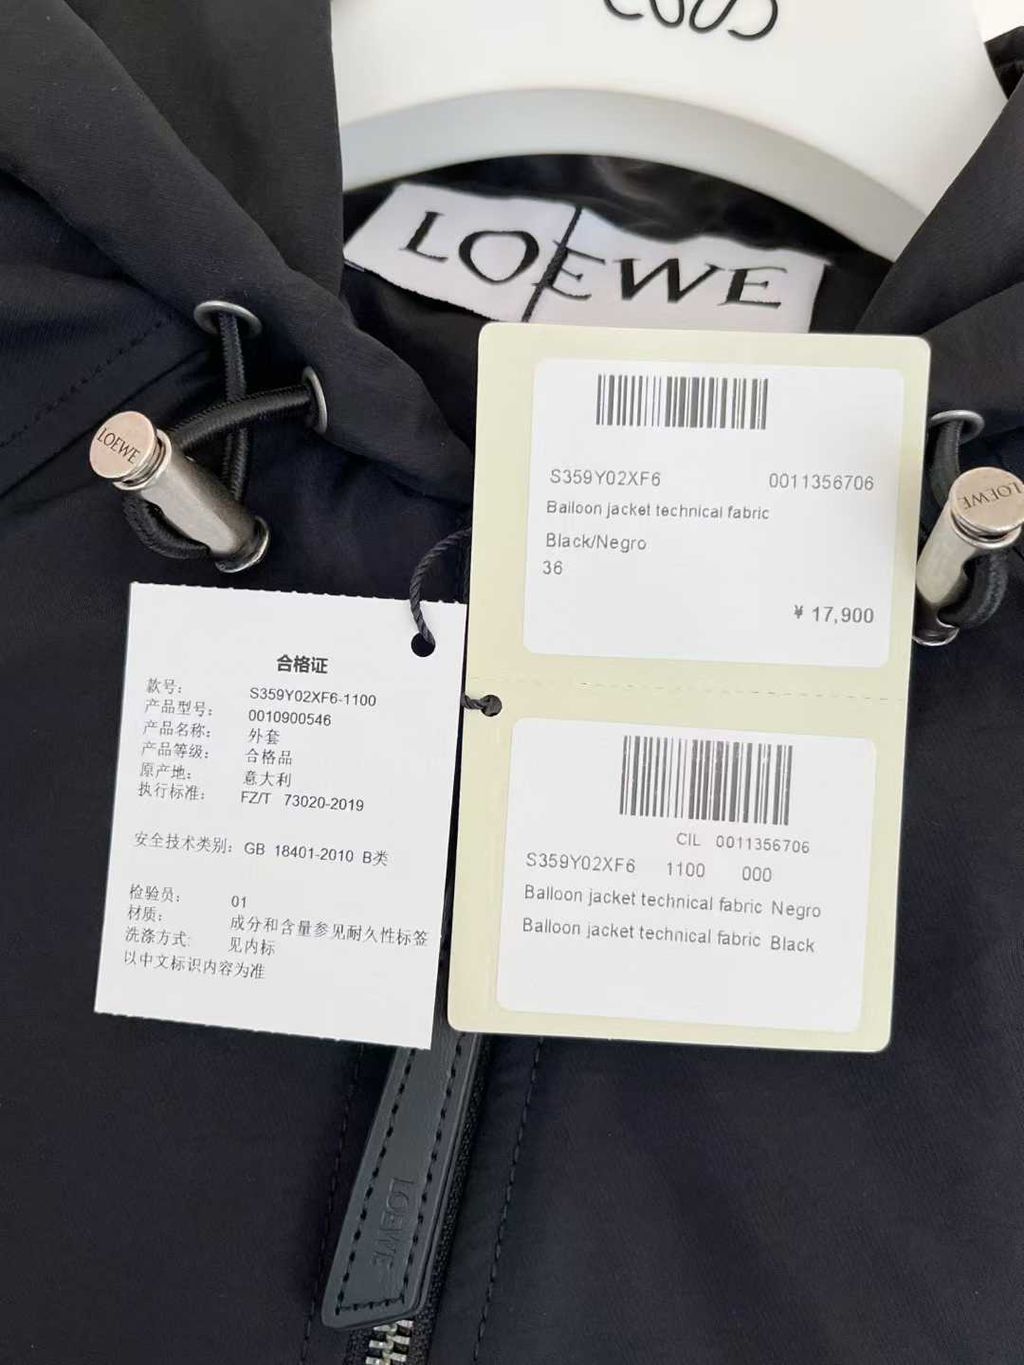 LOEWE
LOEWE
LOEWE
S359Y02XF6 0011356706
Balloon jacket technical fabric
Black/Negro
36
¥ 17,900
合格证
款号: S359Y02XF6-1100
产品型号: 0010900546
产品名称: 外套
产品等级: 合格品
原产地: 意大利
执行标准: FZ/T 73020-2019
安全技术类别: GB 18401-2010 B类
检验员: 01
材质: 成分和含量参见耐久性标签
洗涤方式: 见内标
以中文标识内容为准
CIL 0011356706
S359Y02XF6 1100 000
Balloon jacket technical fabric Negro
Balloon jacket technical fabric Black
LOEWE